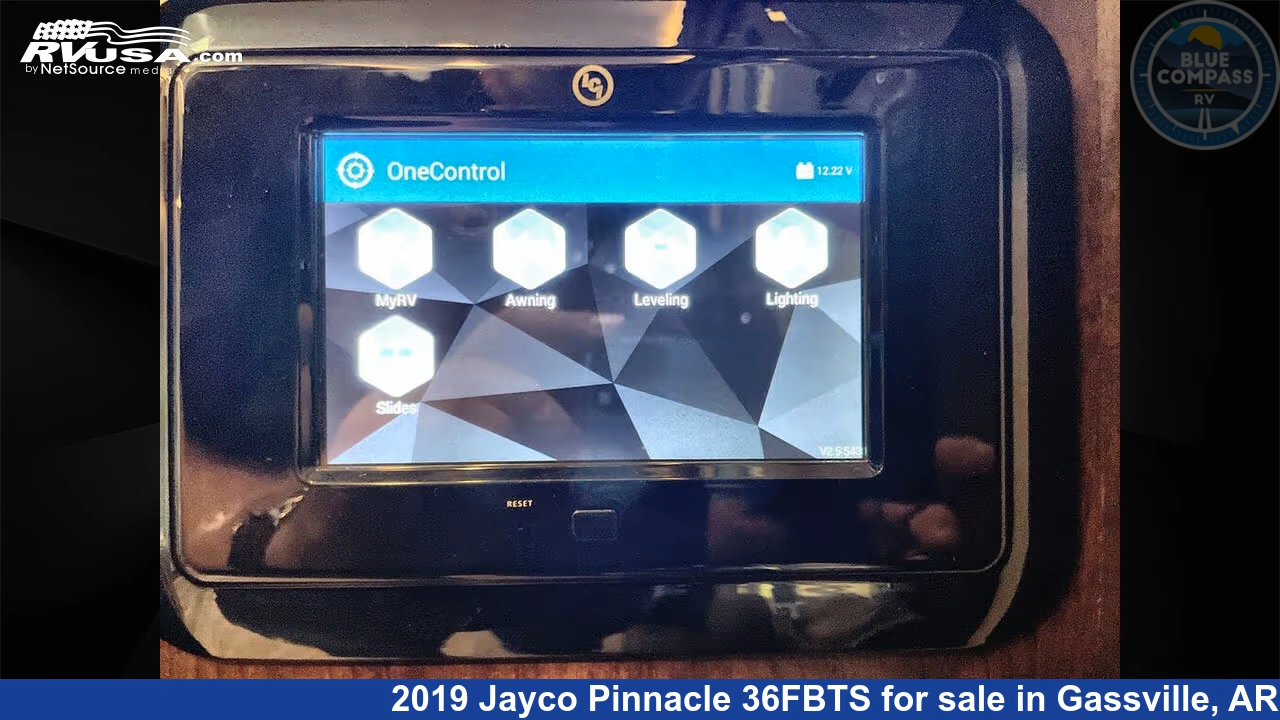 RVUSA.com
by NetSource media
BLUE
COMPASS
RV
LCI
OneControl
12.22 V
MyRV
Awning
Leveling
Lighting
Slides
RESET
2019 Jayco Pinnacle 36FBTS for sale in Gassville, AR